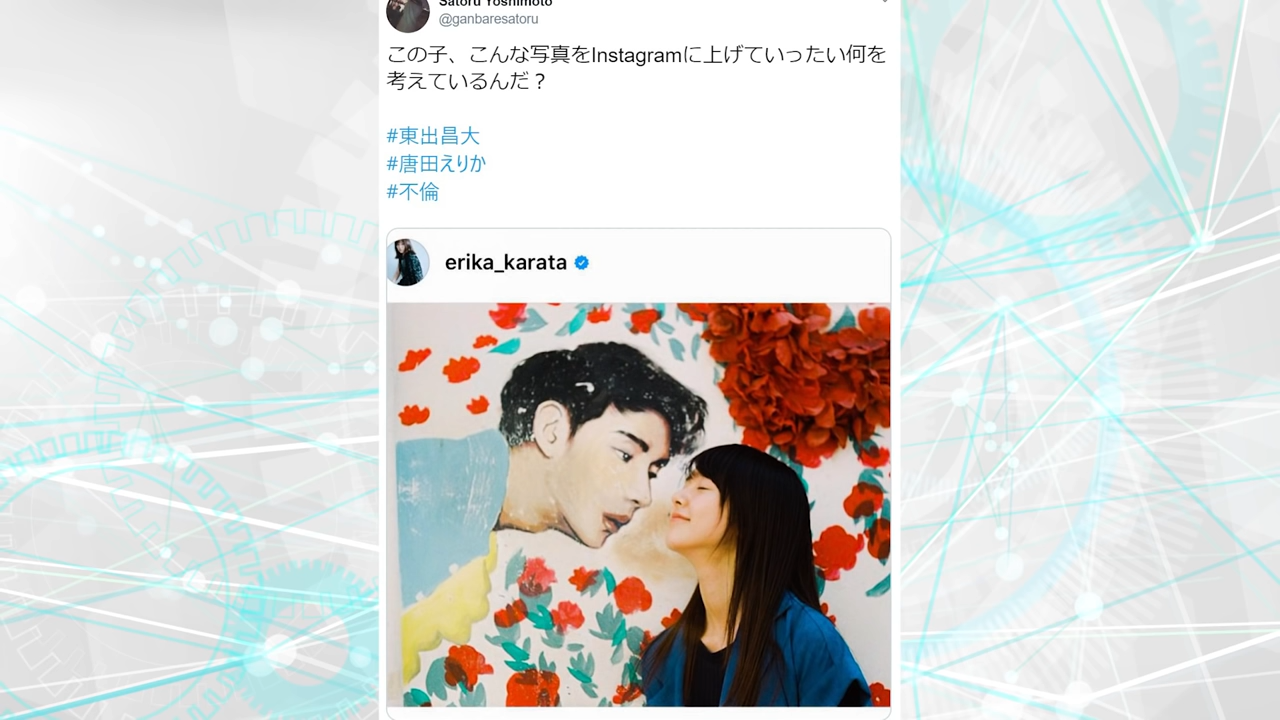 Satoru Yoshimoto
@ganbaresatoru
この子、こんな写真をInstagramに上げていったい何を
考えているんだ？
#東出昌大
#唐田えりか
#不倫
erika_karata